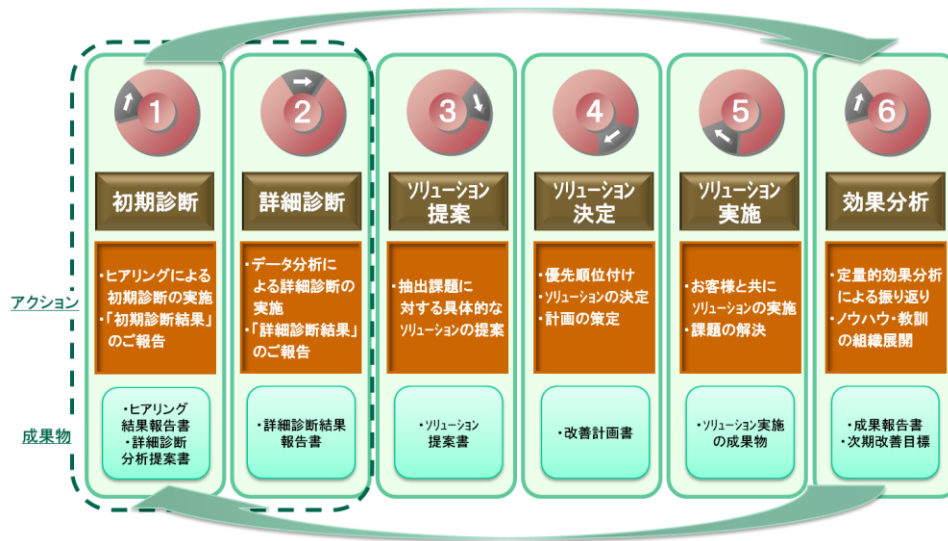 1
2
3
4
5
6
初期診断
詳細診断
ソリューション
提案
ソリューション
決定
ソリューション
実施
効果分析
アクション
・ヒアリングによる
初期診断の実施
・「初期診断結果」
のご報告
・データ分析に
よる詳細診断の
実施
・「詳細診断結果」
のご報告
・抽出課題に
対する具体的な
ソリューションの提案
・優先順位付け
・ソリューションの決定
・計画の策定
・お客様と共に
ソリューションの実施
・課題の解決
・定量的効果分析
による振り返り
・ノウハウ・教訓
の組織展開
成果物
・ヒアリング
結果報告書
・詳細診断
分析提案書
・詳細診断結果
報告書
・ソリューション
提案書
・改善計画書
・ソリューション実施
の成果物
・成果報告書
・次期改善目標